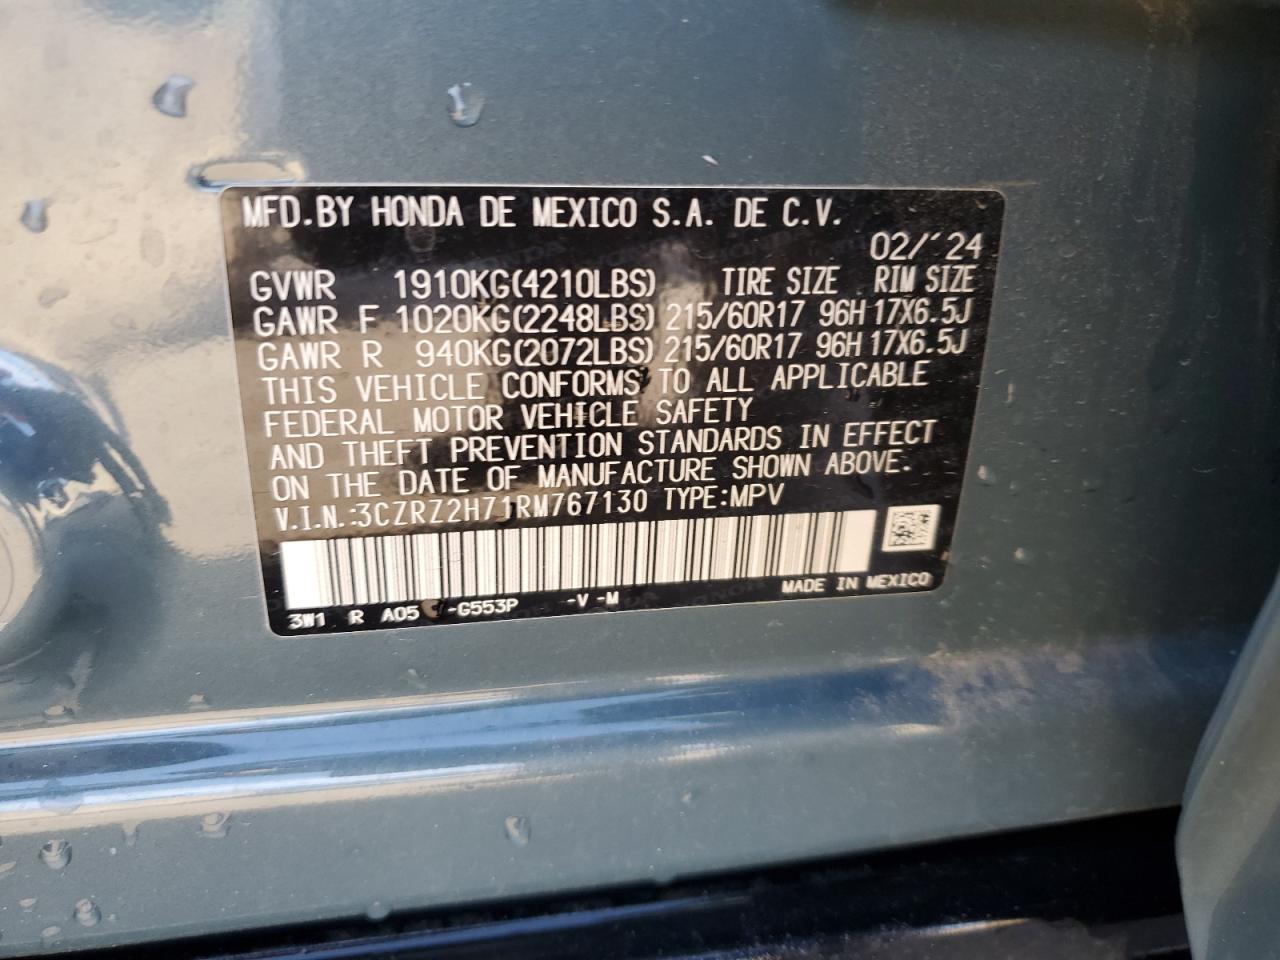 MFD.BY HONDA DE MEXICO S.A. DE C.V.
02/´24
GVWR 1910KG(4210LBS) TIRE SIZE RIM SIZE
GAWR F 1020KG(2248LBS) 215/60R17 96H 17X6.5J
GAWR R 940KG(2072LBS) 215/60R17 96H 17X6.5J
THIS VEHICLE CONFORMS TO ALL APPLICABLE
FEDERAL MOTOR VEHICLE SAFETY
AND THEFT PREVENTION STANDARDS IN EFFECT
ON THE DATE OF MANUFACTURE SHOWN ABOVE.
V.I.N.:3CZRZ2H71RM767130 TYPE:MPV
MADE IN MEXICO
3W1 R A05 -G553P -V -M